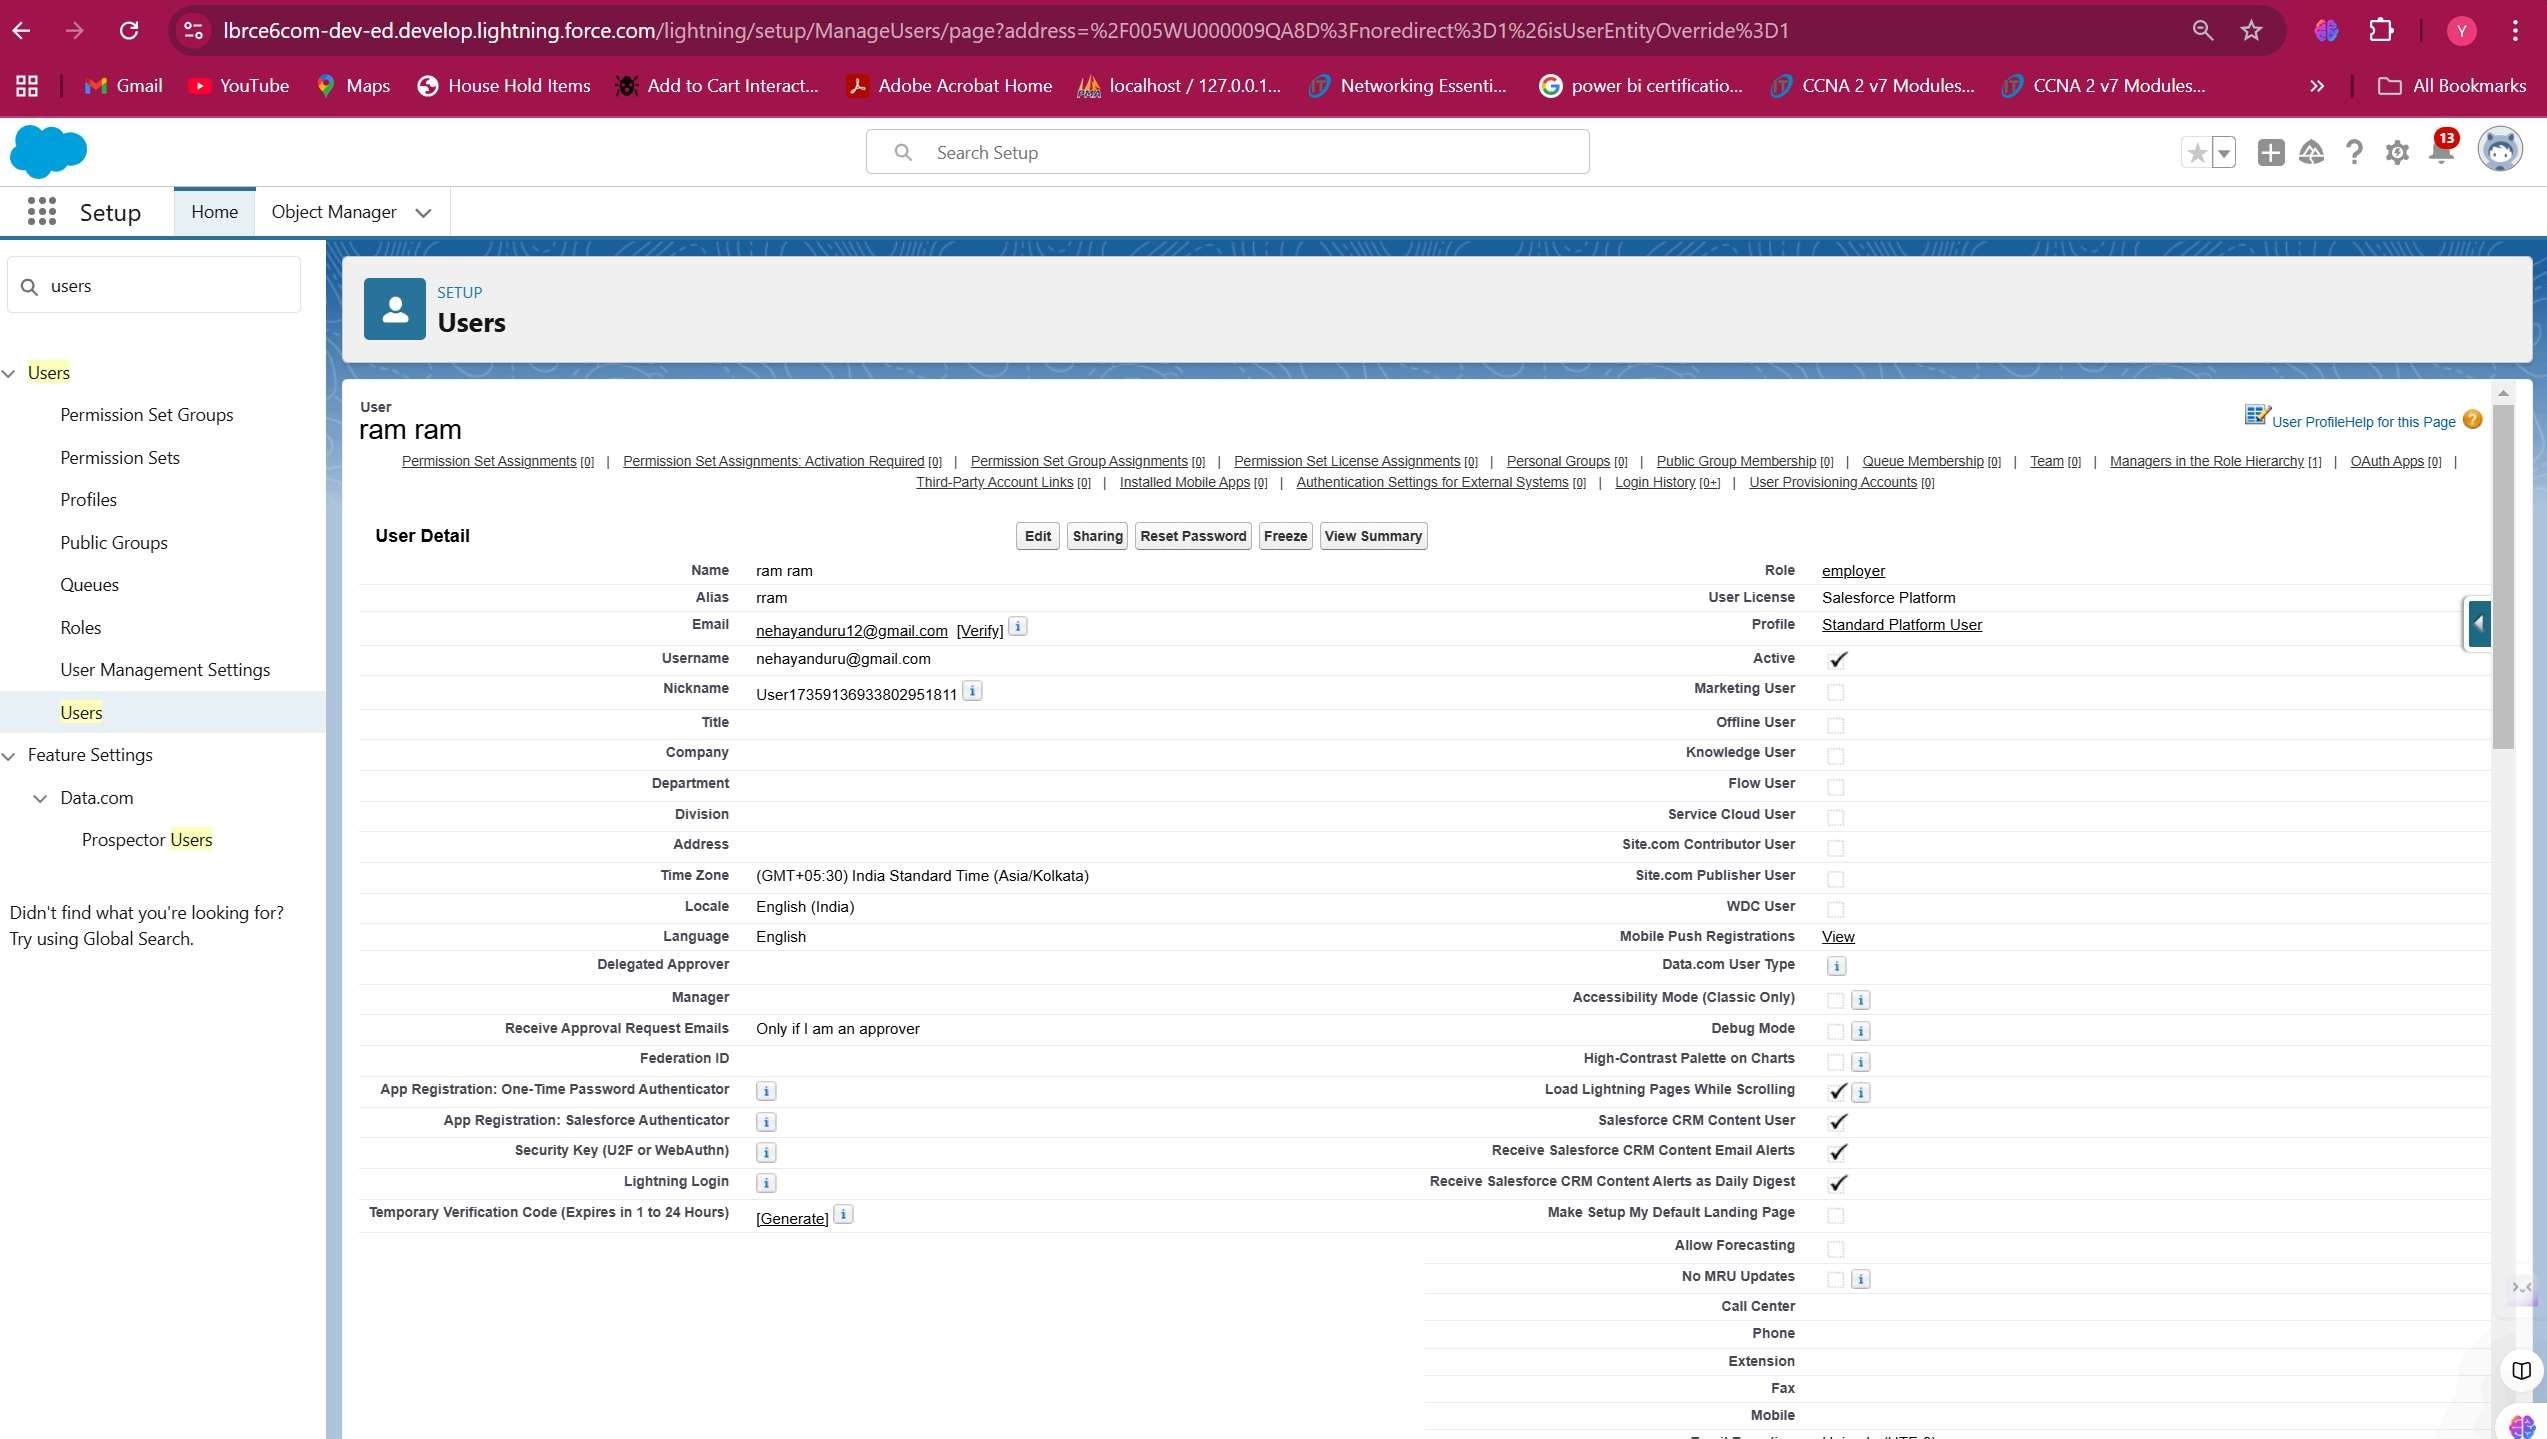 lbrce6com-dev-ed.develop.lightning.force.com/lightning/setup/ManageUsers/page?address=%2F005WU000009QA8D%3Fnoredirect%3D1%26isUserEntityOverride%3D1
Y
Gmail YouTube Maps House Hold Items Add to Cart Interact... Adobe Acrobat Home localhost / 127.0.0.1... Networking Essenti... power bi certificatio... CCNA 2 v7 Modules... CCNA 2 v7 Modules... » All Bookmarks
Search Setup
13
Setup Home Object Manager
users
Users
Permission Set Groups
Permission Sets
Profiles
Public Groups
Queues
Roles
User Management Settings
Users
Feature Settings
Data.com
Prospector Users
Didn't find what you're looking for?
Try using Global Search.
SETUP
Users
User
ram ram
User Profile Help for this Page
Permission Set Assignments [0] | Permission Set Assignments: Activation Required [0] | Permission Set Group Assignments [0] | Permission Set License Assignments [0] | Personal Groups [0] | Public Group Membership [0] | Queue Membership [0] | Team [0] | Managers in the Role Hierarchy [1] | OAuth Apps [0] |
Third-Party Account Links [0] | Installed Mobile Apps [0] | Authentication Settings for External Systems [0] | Login History [0+] | User Provisioning Accounts [0]
User Detail Edit Sharing Reset Password Freeze View Summary
Name ram ram Role employer
Alias rram User License Salesforce Platform
Email nehayanduru12@gmail.com [Verify] i Profile Standard Platform User
Username nehayanduru@gmail.com Active
Nickname User17359136933802951811 i Marketing User
Title Offline User
Company Knowledge User
Department Flow User
Division Service Cloud User
Address Site.com Contributor User
Time Zone (GMT+05:30) India Standard Time (Asia/Kolkata) Site.com Publisher User
Locale English (India) WDC User
Language English Mobile Push Registrations View
Delegated Approver Data.com User Type i
Manager Accessibility Mode (Classic Only) i
Receive Approval Request Emails Only if I am an approver Debug Mode i
Federation ID High-Contrast Palette on Charts i
App Registration: One-Time Password Authenticator i Load Lightning Pages While Scrolling i
App Registration: Salesforce Authenticator i Salesforce CRM Content User
Security Key (U2F or WebAuthn) i Receive Salesforce CRM Content Email Alerts
Lightning Login i Receive Salesforce CRM Content Alerts as Daily Digest
Temporary Verification Code (Expires in 1 to 24 Hours) [Generate] i Make Setup My Default Landing Page
Allow Forecasting
No MRU Updates i
Call Center
Phone
Extension
Fax
Mobile